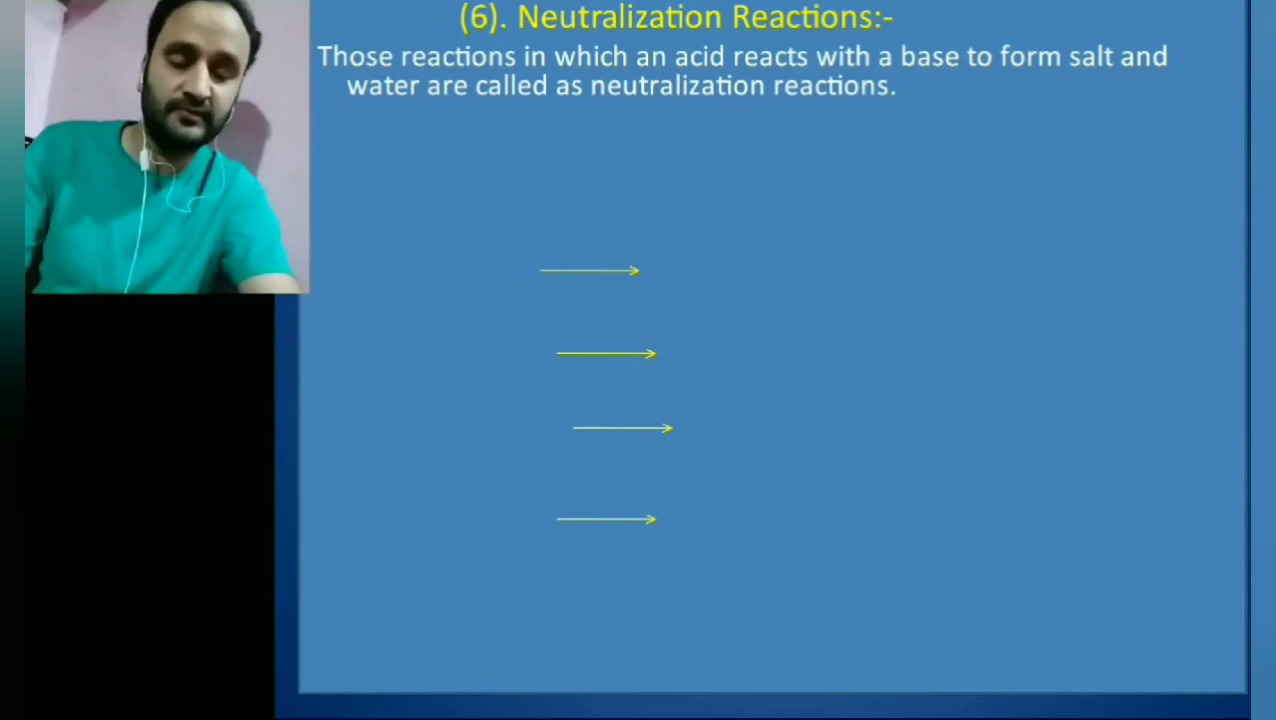 (6). Neutralization Reactions:-
Those reactions in which an acid reacts with a base to form salt and
water are called as neutralization reactions.